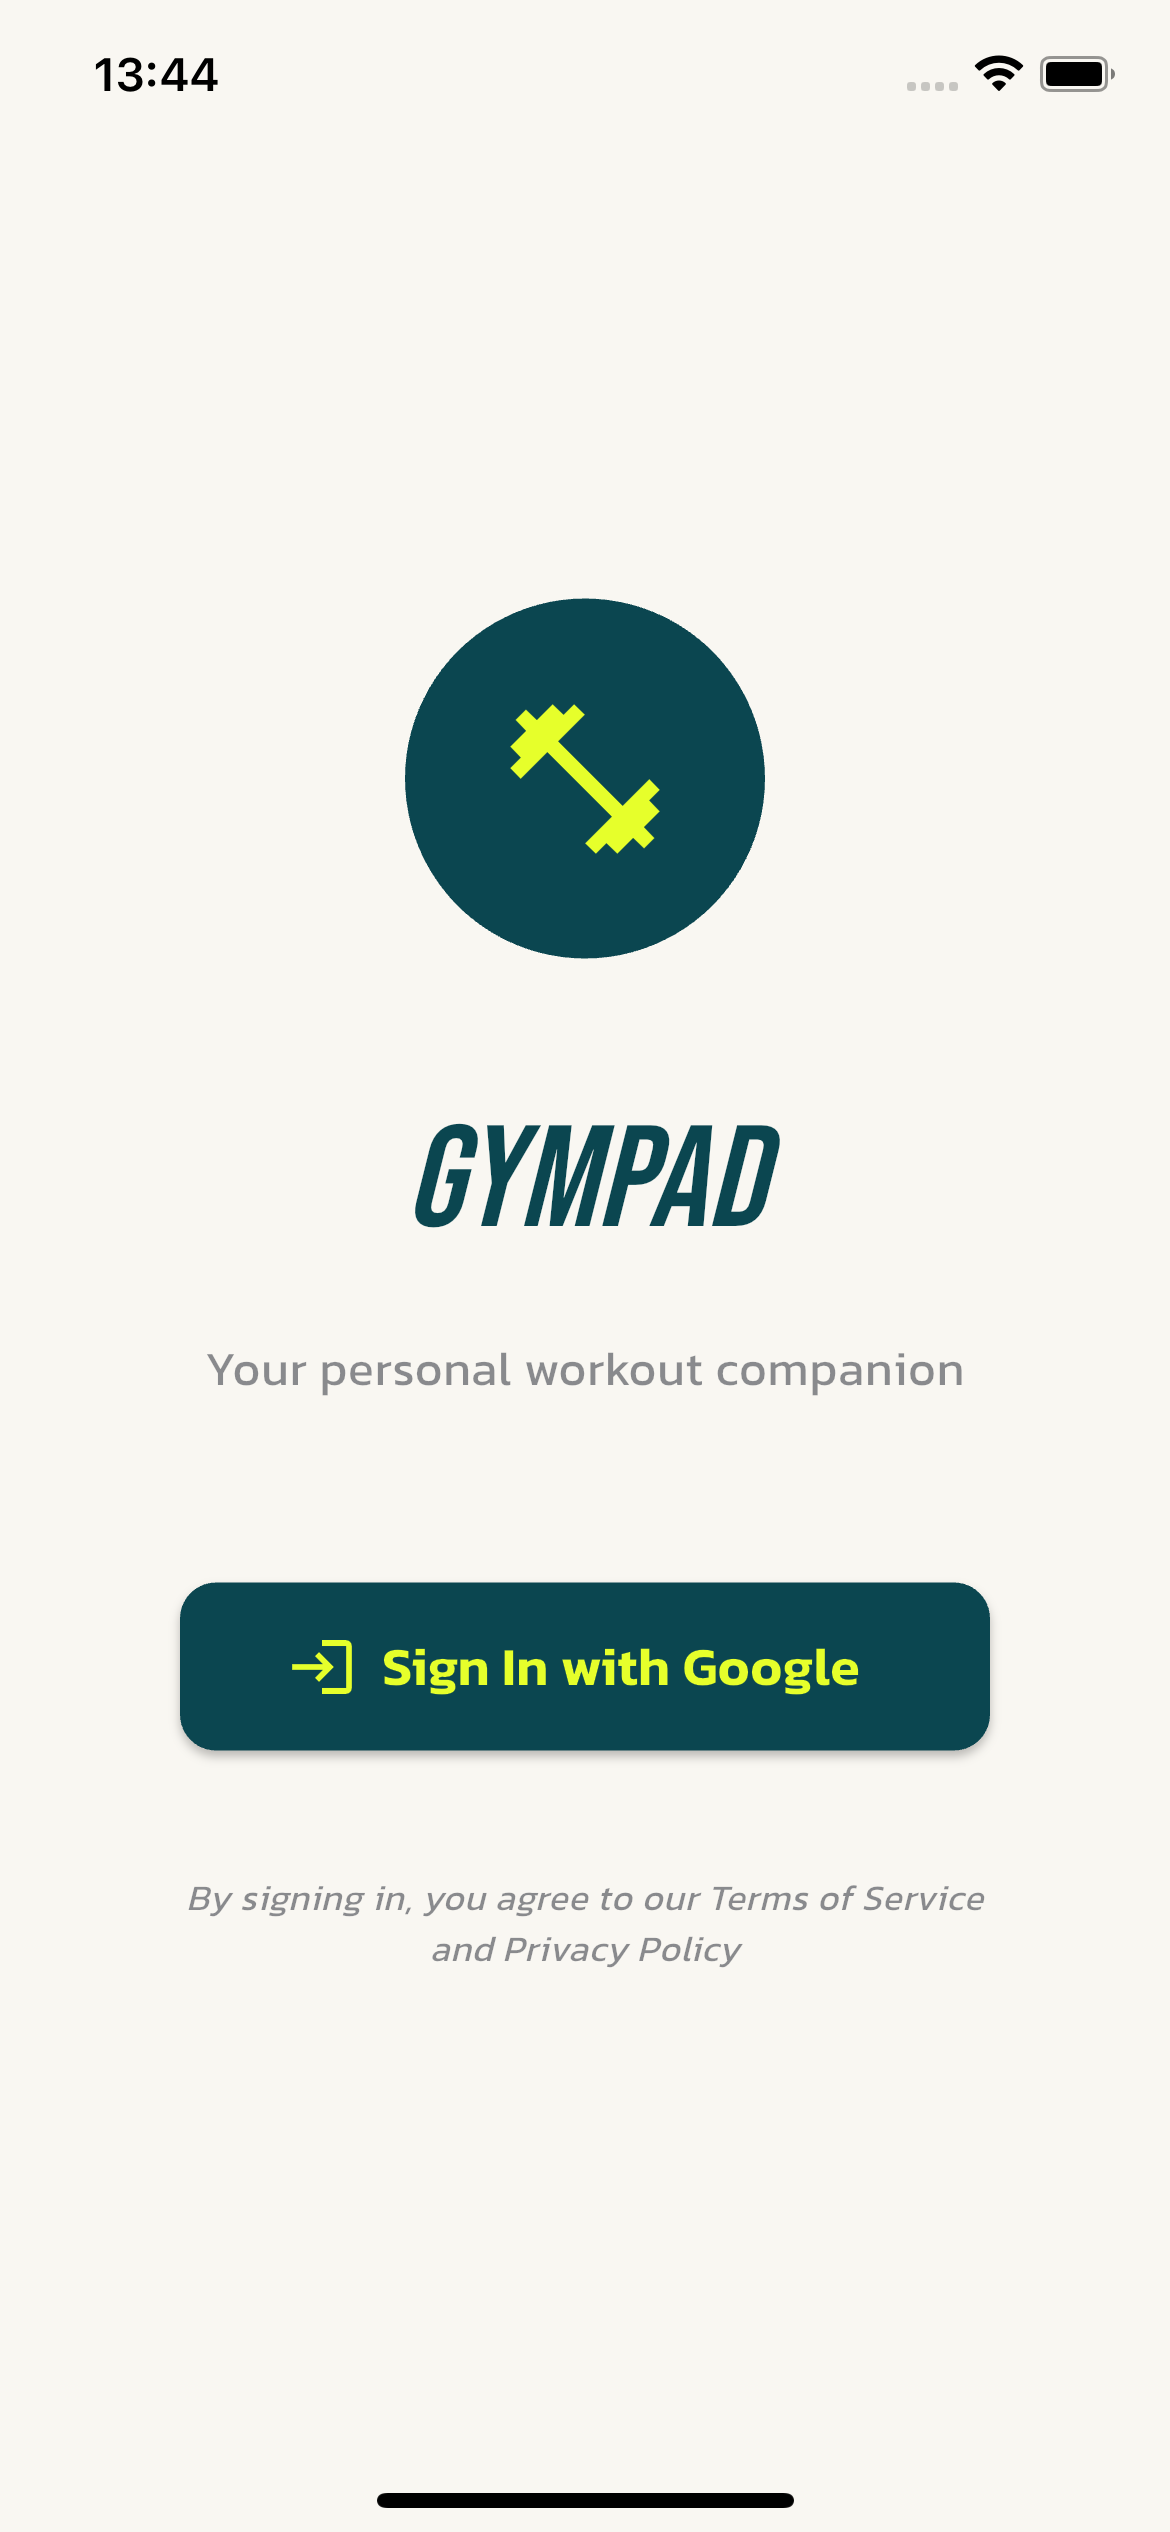 13:44
GYMPAD
Your personal workout companion
Sign In with Google
By signing in, you agree to our Terms of Service
and Privacy Policy